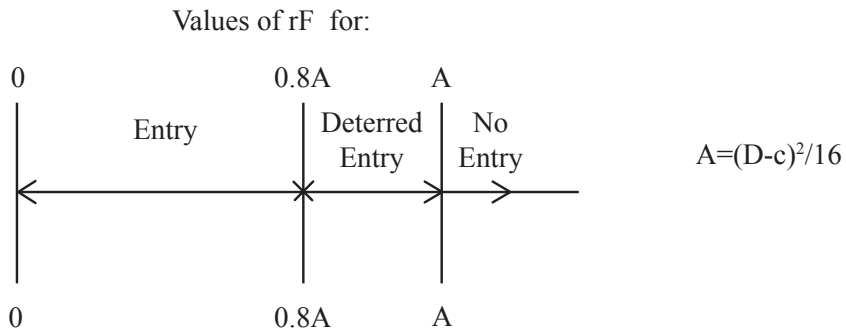 Values of rF for:
0 0.8A A
Entry Deterred No
Entry Entry
A=(D-c)²/16
0 0.8A A